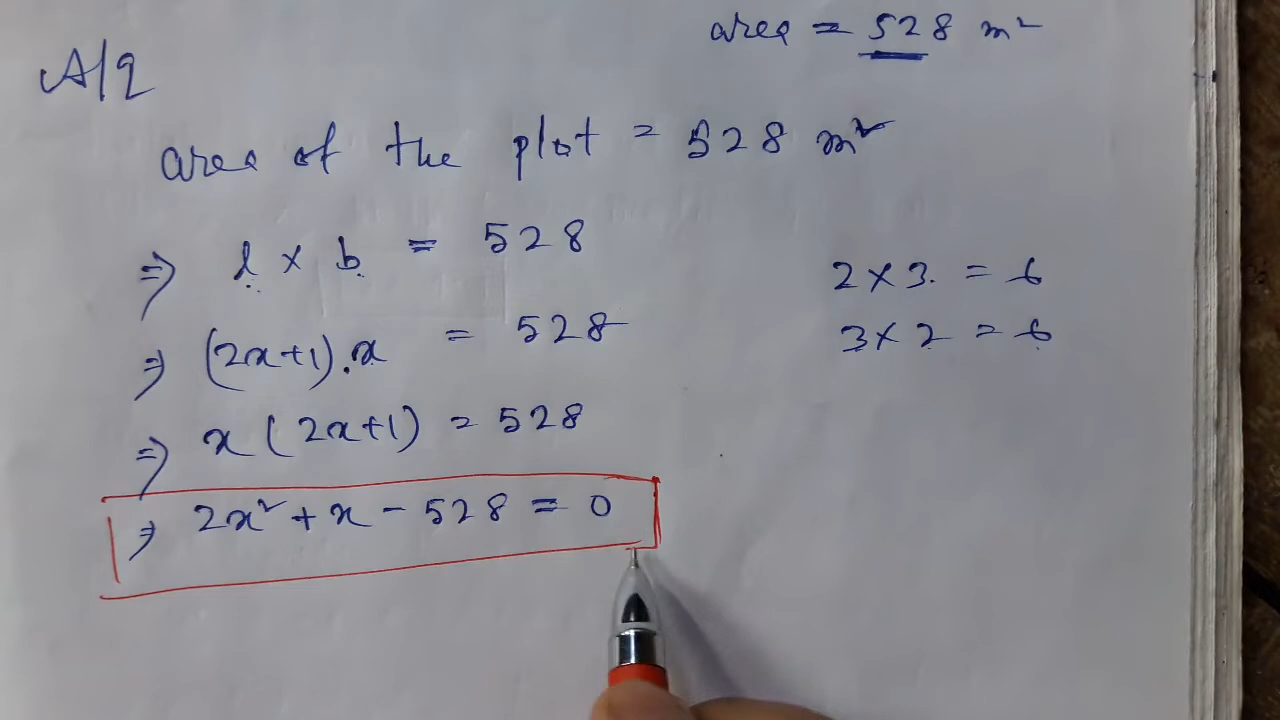 area = 528 m²
A/q
area of the plot = 528 m²
⇒ l × b = 528
⇒ (2x+1).x = 528
⇒ x(2x+1) = 528
⇒ 2x² + x - 528 = 0
2 × 3. = 6
3 × 2 = 6